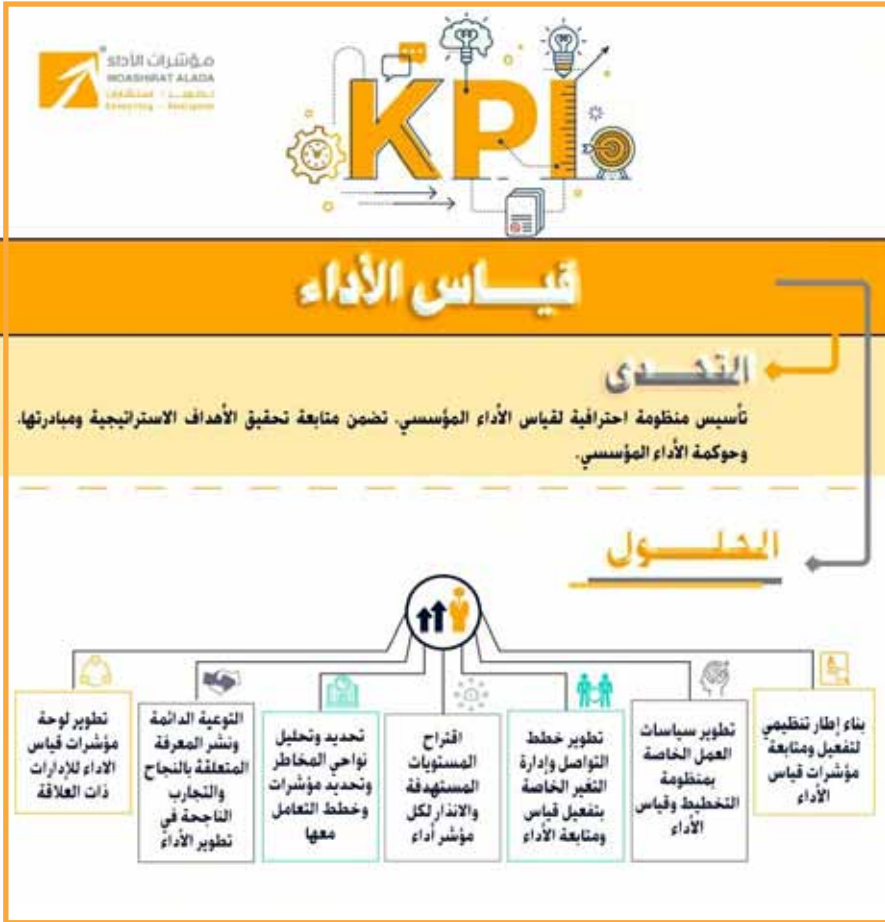 مؤشرات الأداء
MOASHIRAT ALADA
KPI
قيـــاس الأداء
التحـــدي
تأسيس منظومة احترافية لقياس الأداء المؤسسي، تضمن متابعة تحقيق الأهداف الاستراتيجية ومبادرتها،
وحوكمة الأداء المؤسسي.
الحلـــول
بناء إطار تنظيمي
لتفعيل ومتابعة
مؤشرات قياس
الأداء
تطوير سياسات
العمل الخاصة
بمنظومة
التخطيط وقياس
الأداء
تطوير خطط
التواصل وإدارة
التغير الخاصة
بتفعيل قياس
ومتابعة الأداء
اقتراح
المستويات
المستهدفة
والانذار لكل
مؤشر أداء
تحديد وتحليل
نواحي المخاطر
وتحديد مؤشرات
وخطط التعامل
معها
التوعية الدائمة
ونشر المعرفة
المتعلقة بالنجاح
والتجارب
الناجحة في
تطوير الأداء
تطوير لوحة
مؤشرات قياس
الاداء للإدارات
ذات العلاقة